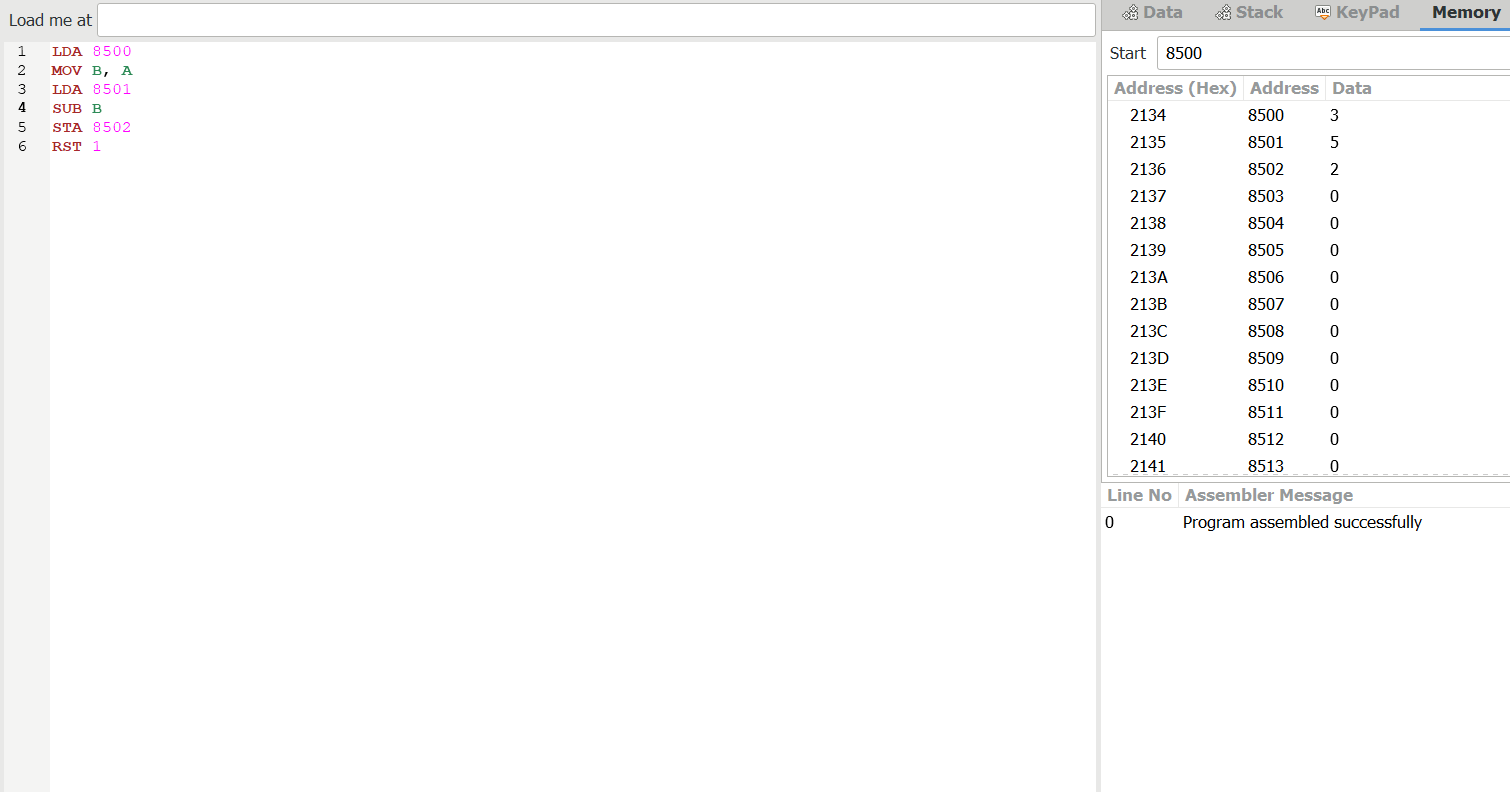 Load me at
1 LDA 8500
2 MOV B, A
3 LDA 8501
4 SUB B
5 STA 8502
6 RST 1
Data Stack Abc KeyPad Memory
Start 8500
Address (Hex) Address Data
2134 8500 3
2135 8501 5
2136 8502 2
2137 8503 0
2138 8504 0
2139 8505 0
213A 8506 0
213B 8507 0
213C 8508 0
213D 8509 0
213E 8510 0
213F 8511 0
2140 8512 0
2141 8513 0
Line No Assembler Message
0 Program assembled successfully